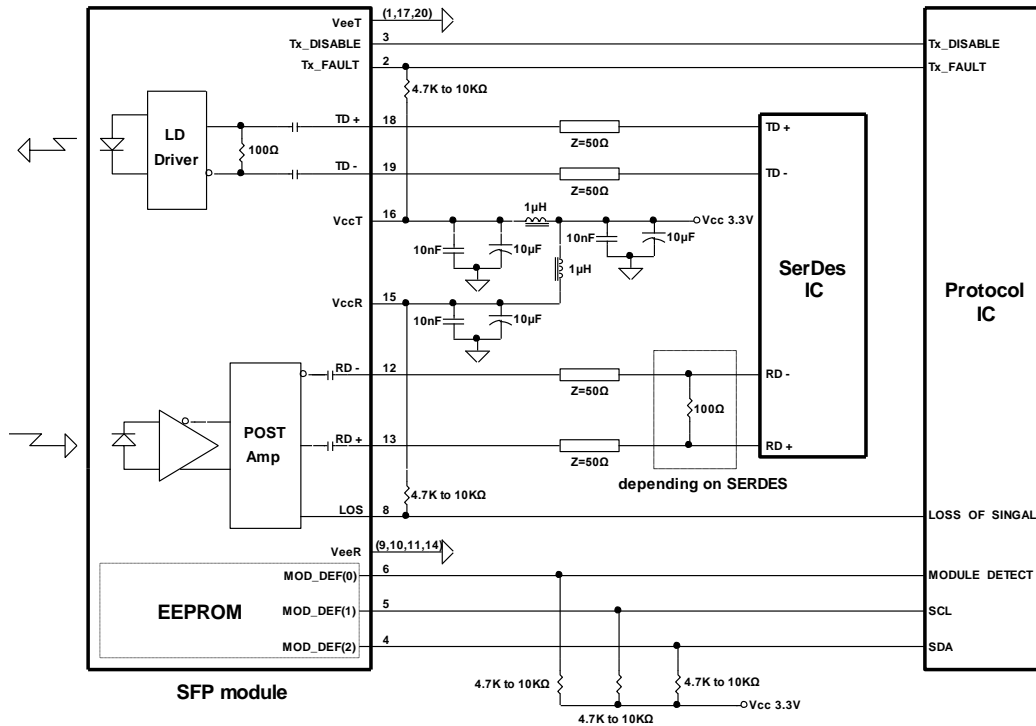 VeeT (1,17,20)
Tx_DISABLE 3 Tx_DISABLE
Tx_FAULT 2 Tx_FAULT
4.7K to 10KΩ
LD
Driver
100Ω
TD + 18 TD +
Z=50Ω
TD - 19 TD -
Z=50Ω
1μH
VccT 16 Vcc 3.3V
10nF 10μF 10nF 10μF
1μH
VccR 15
10nF 10μF
SerDes
IC
Protocol
IC
RD - 12 RD -
Z=50Ω
100Ω
POST
Amp
RD + 13 RD +
Z=50Ω
depending on SERDES
4.7K to 10KΩ
LOS 8 LOSS OF SINGAL
VeeR (9,10,11,14)
MOD_DEF(0) 6 MODULE DETECT
EEPROM
MOD_DEF(1) 5 SCL
MOD_DEF(2) 4 SDA
4.7K to 10KΩ 4.7K to 10KΩ
SFP module
Vcc 3.3V
4.7K to 10KΩ